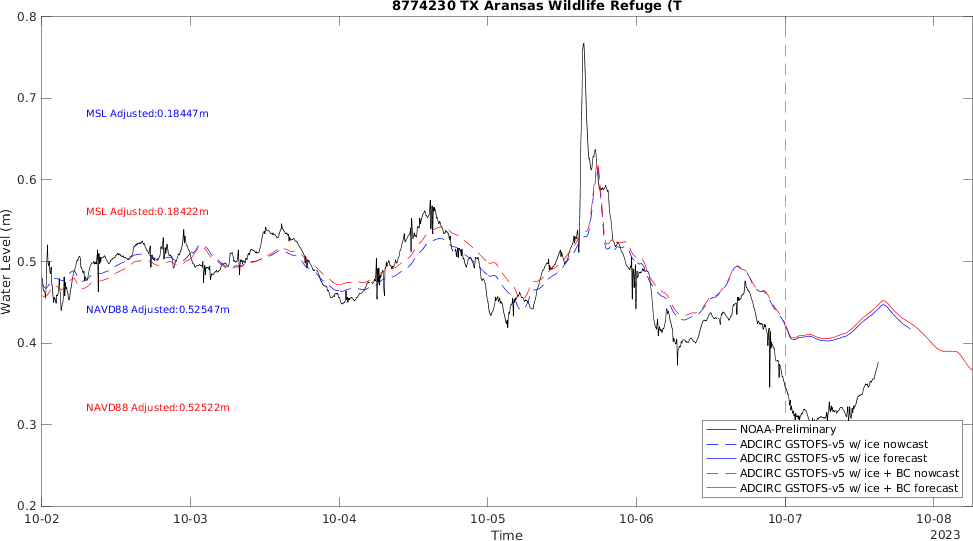 8774230 TX Aransas Wildlife Refuge (T
0.8
0.7
0.6
0.5
0.4
0.3
0.2
Water Level (m)
MSL Adjusted:0.18447m
MSL Adjusted:0.18422m
NAVD88 Adjusted:0.52547m
NAVD88 Adjusted:0.52522m
NOAA-Preliminary
ADCIRC GSTOFS-v5 w/ ice nowcast
ADCIRC GSTOFS-v5 w/ ice forecast
ADCIRC GSTOFS-v5 w/ ice + BC nowcast
ADCIRC GSTOFS-v5 w/ ice + BC forecast
10-02 10-03 10-04 10-05 10-06 10-07 10-08
Time
2023